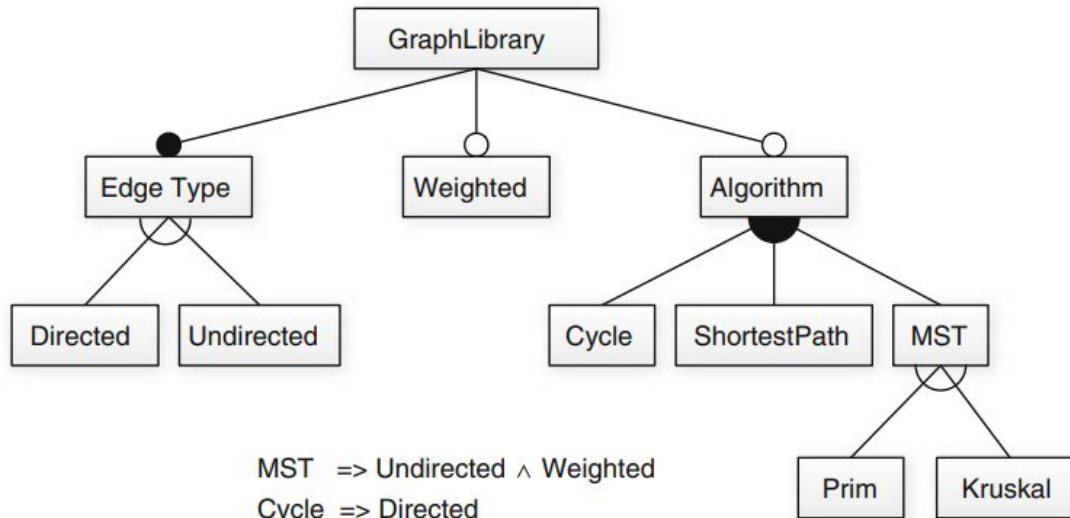 GraphLibrary
Edge Type
Weighted
Algorithm
Directed
Undirected
Cycle
ShortestPath
MST
Prim
Kruskal
MST => Undirected ∧ Weighted
Cycle => Directed